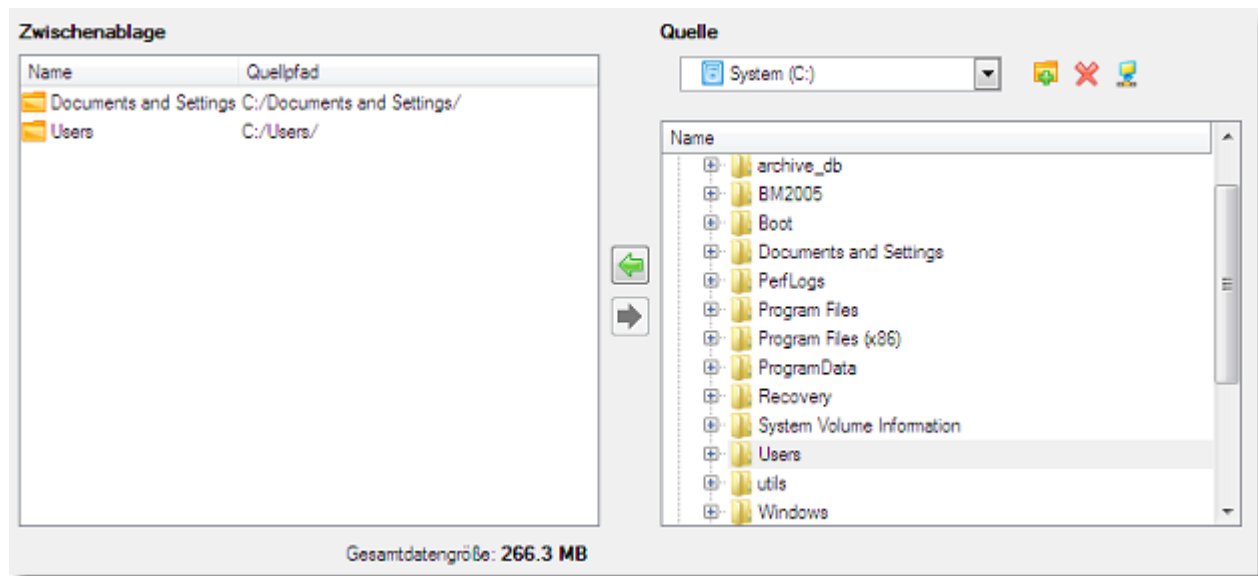 Zwischenablage
Name Quellpfad
Documents and Settings C:/Documents and Settings/
Users C:/Users/
Gesamtdatengröße: 266.3 MB
Quelle
System (C:)
Name
archive_db
BM2005
Boot
Documents and Settings
PerfLogs
Program Files
Program Files (x86)
ProgramData
Recovery
System Volume Information
Users
utils
Windows